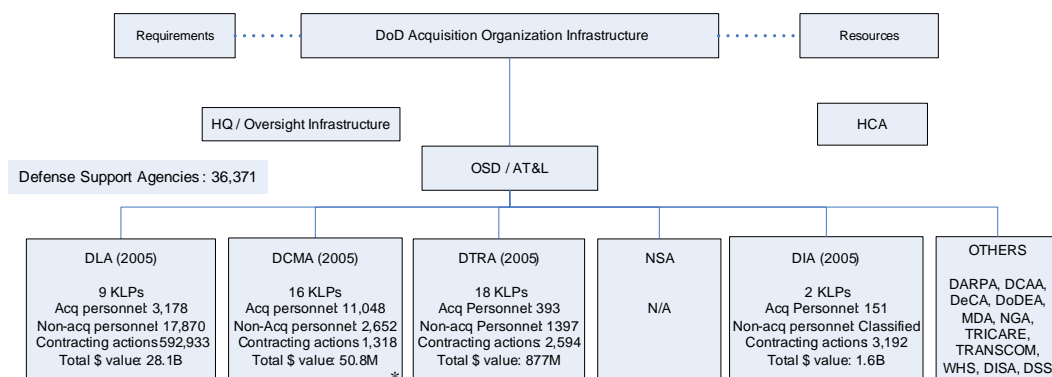 Requirements
DoD Acquisition Organization Infrastructure
Resources
HQ / Oversight Infrastructure
HCA
OSD / AT&L
Defense Support Agencies : 36,371
DLA (2005)
9 KLPs
Acq personnel: 3,178
Non-acq personnel: 17,870
Contracting actions: 592,933
Total $ value: 28.1B
DCMA (2005)
16 KLPs
Acq personnel: 11,048
Non-Acq personnel: 2,652
Contracting actions: 1,318
Total $ value: 50.8M
*
DTRA (2005)
18 KLPs
Acq Personnel: 393
Non-acq Personnel: 1397
Contracting actions: 2,594
Total $ value: 877M
NSA
N/A
DIA (2005)
2 KLPs
Acq Personnel: 151
Non-acq personnel: Classified
Contracting actions: 3,192
Total $ value: 1.6B
OTHERS
DARPA, DCAA,
DeCA, DoDEA,
MDA, NGA,
TRICARE,
TRANSCOM,
WHS, DISA, DSS